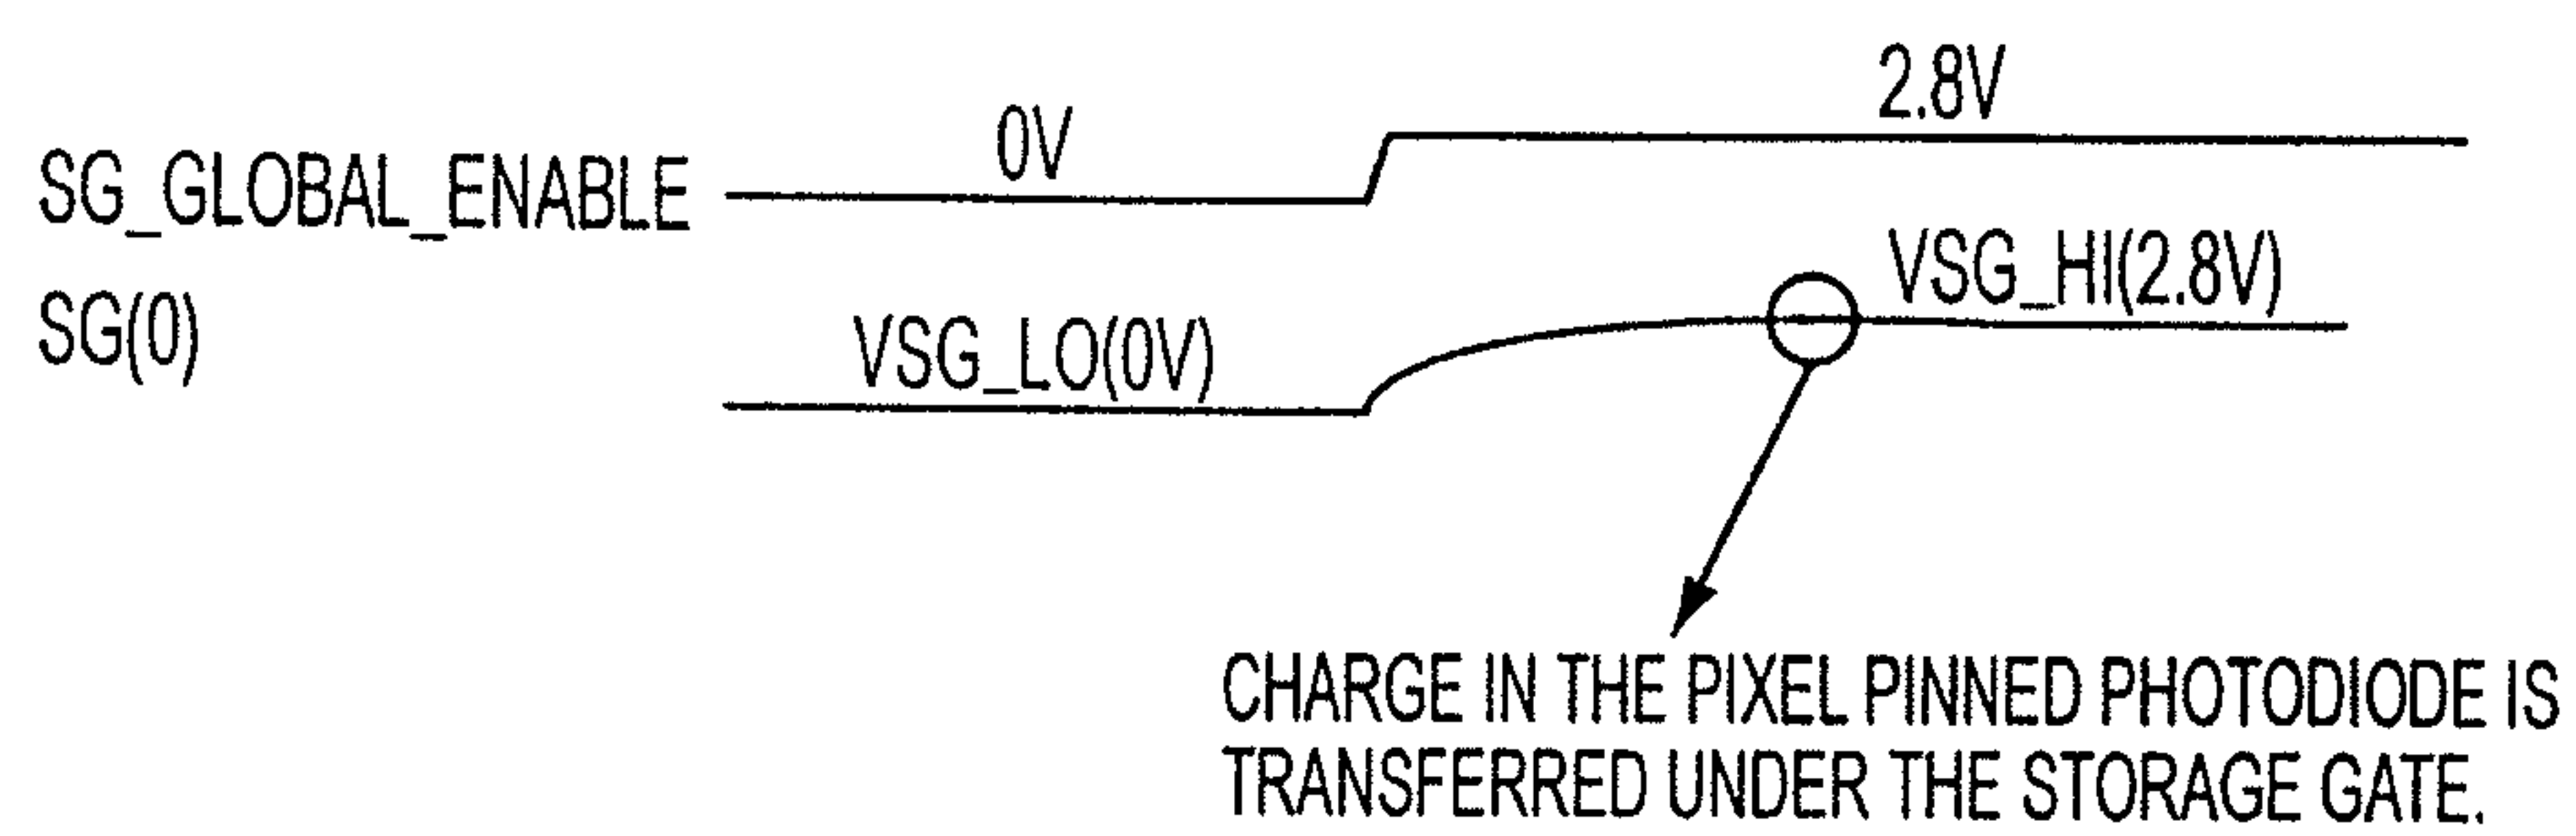 2.8V
0V
SG_GLOBAL_ENABLE
VSG_HI(2.8V)
SG(0)
VSG_LO(0V)
CHARGE IN THE PIXEL PINNED PHOTODIODE IS
TRANSFERRED UNDER THE STORAGE GATE.